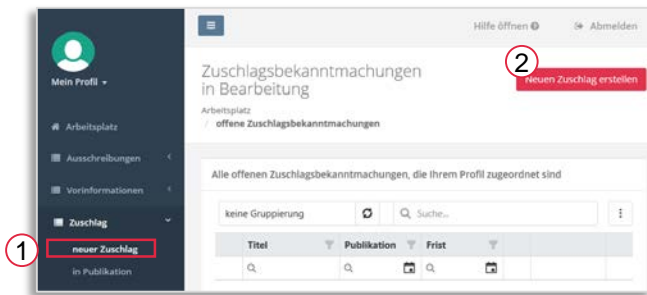 Hilfe öffnen
Abmelden
Mein Profil
Zuschlagsbekanntmachungen
in Bearbeitung
2
Neuen Zuschlag erstellen
Arbeitsplatz
/ offene Zuschlagsbekanntmachungen
Arbeitsplatz
Ausschreibungen
Vorinformationen
Zuschlag
1
neuer Zuschlag
in Publikation
Alle offenen Zuschlagsbekanntmachungen, die Ihrem Profil zugeordnet sind
keine Gruppierung
Suche...
Titel
Publikation
Frist